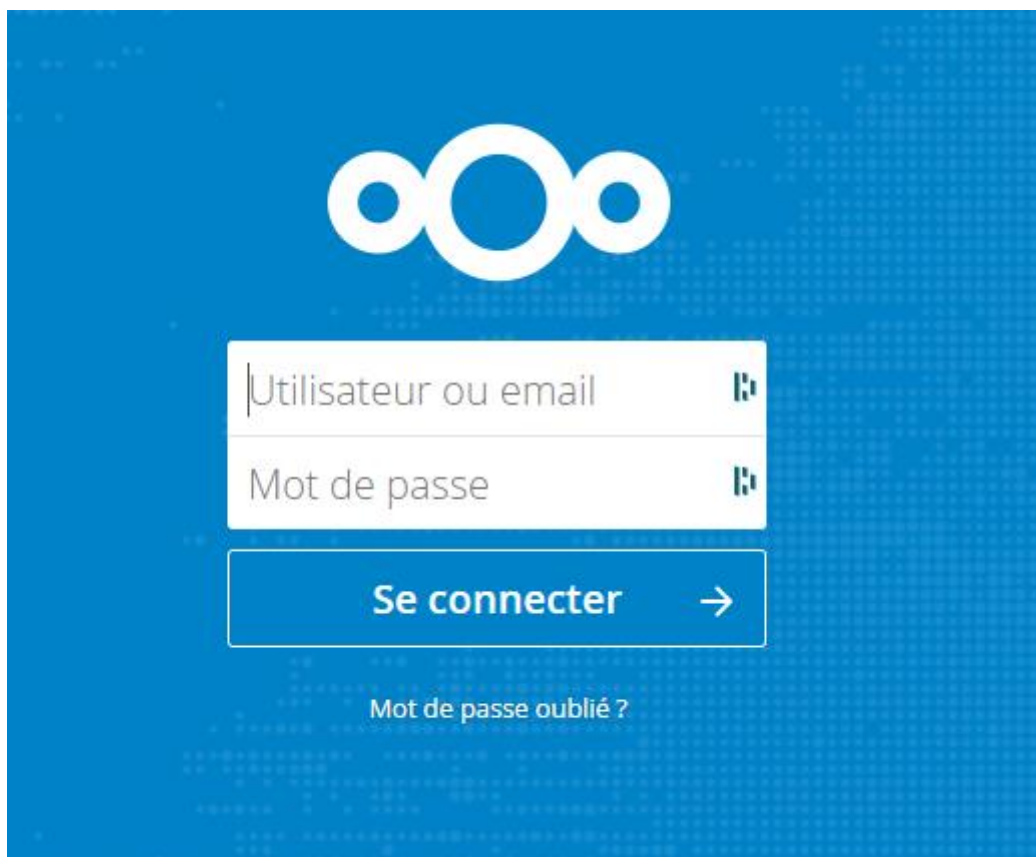 Utilisateur ou email
Mot de passe
Se connecter
Mot de passe oublié ?